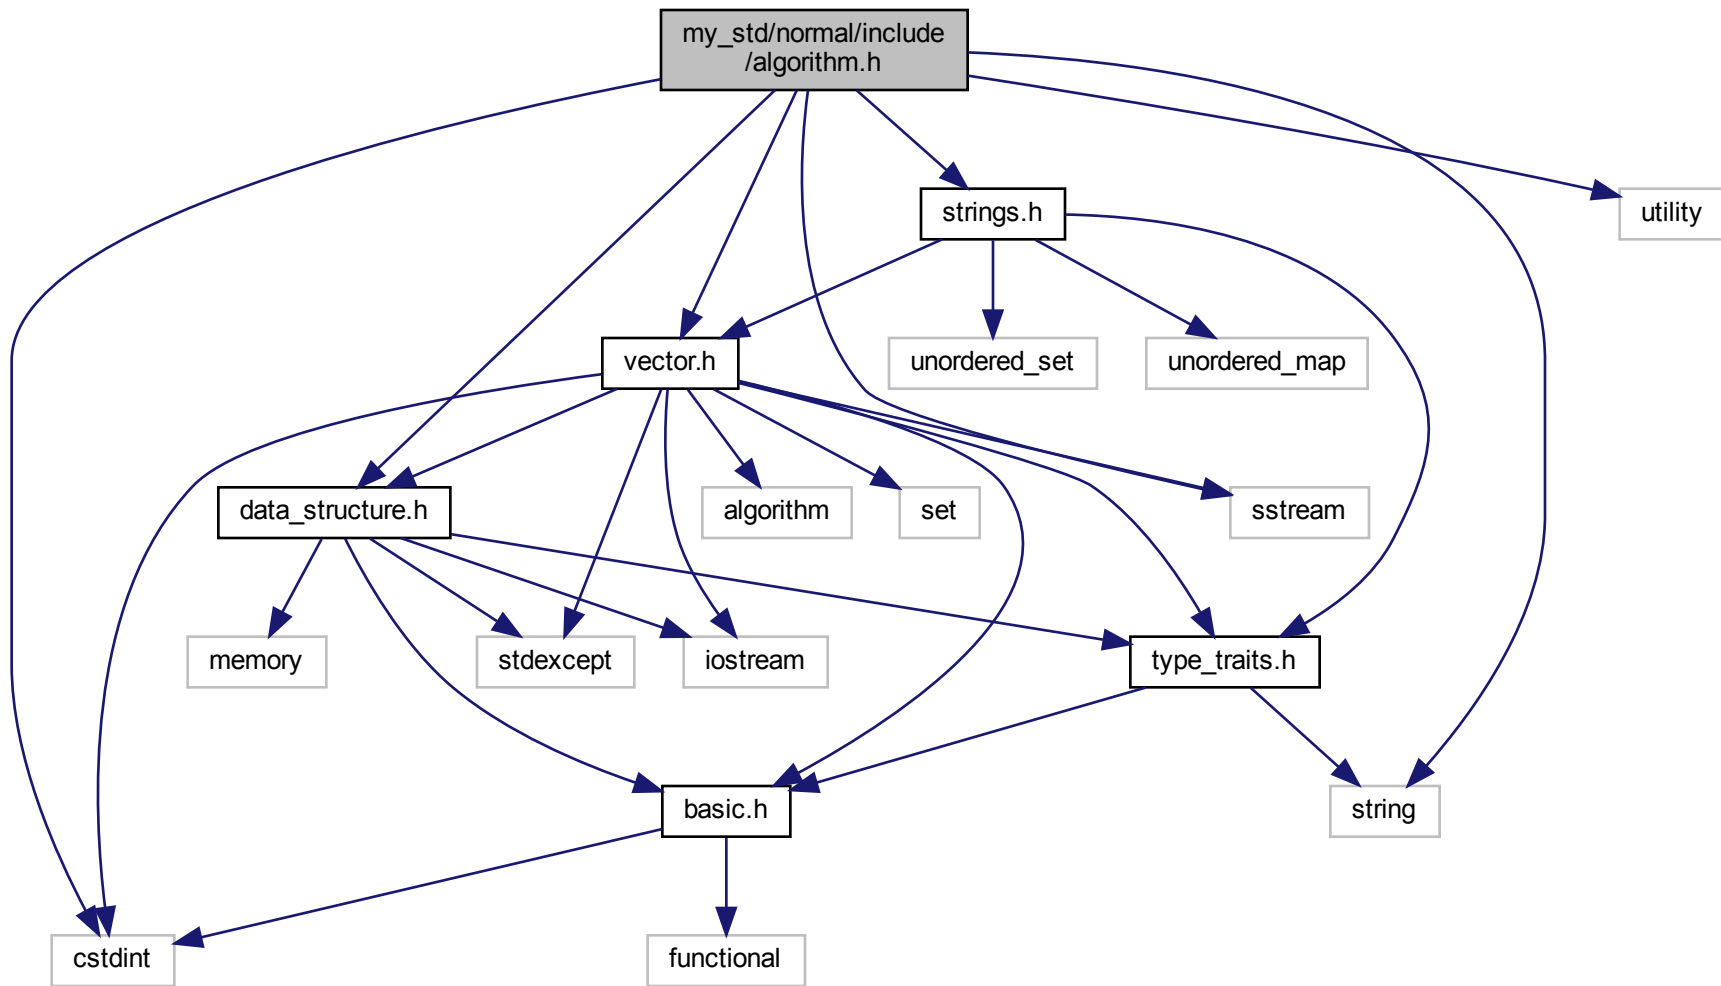 my_std/normal/include
/algorithm.h
strings.h
utility
vector.h
unordered_set
unordered_map
data_structure.h
algorithm
set
sstream
memory
stdexcept
iostream
type_traits.h
basic.h
string
cstdint
functional